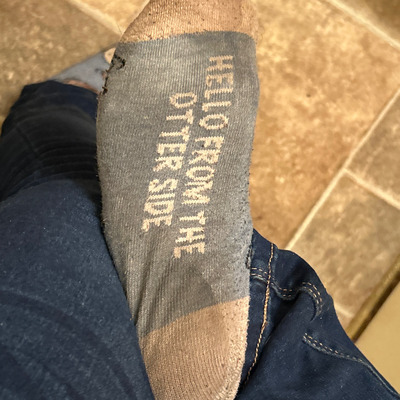 HELLO FROM THE
OTTER SIDE